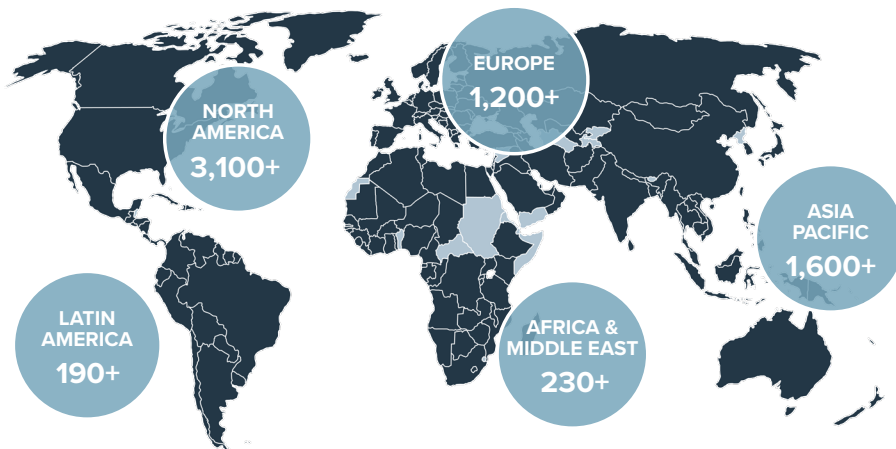 EUROPE
1,200+
NORTH
AMERICA
3,100+
ASIA
PACIFIC
1,600+
LATIN
AMERICA
190+
AFRICA &
MIDDLE EAST
230+